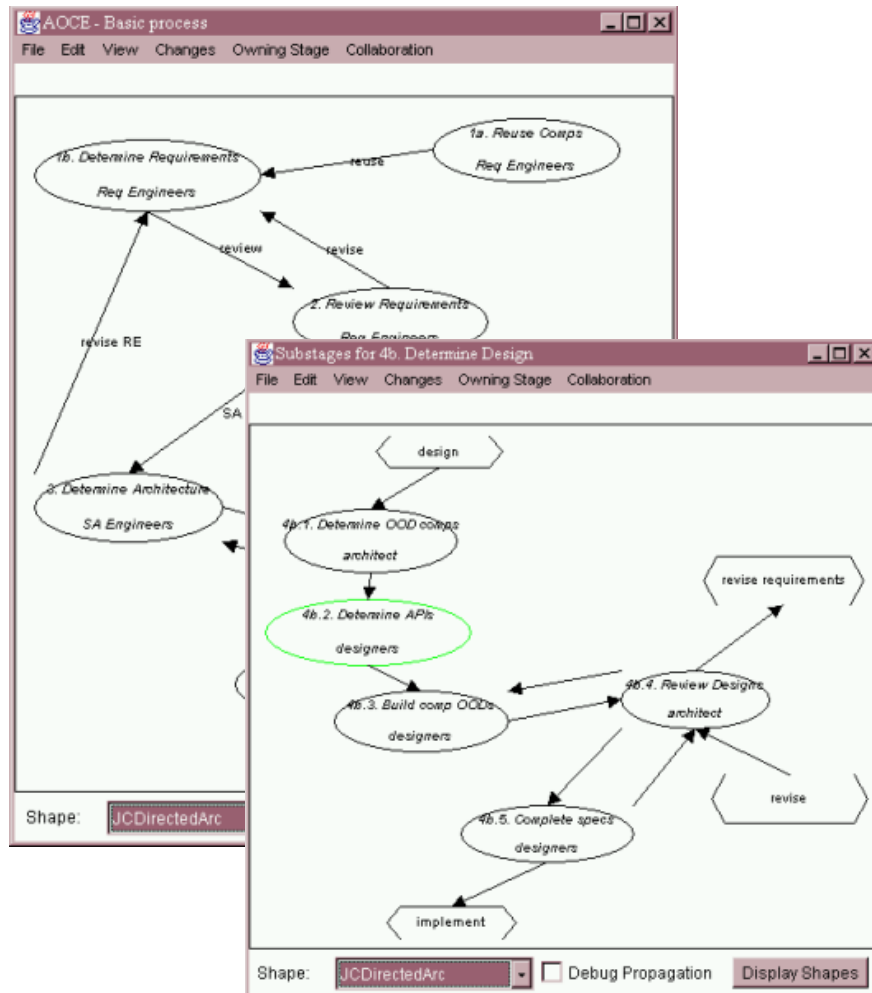 AOCE - Basic process
File Edit View Changes Owning Stage Collaboration
1a. Reuse Comps
Req Engineers
1b. Determine Requirements
Req Engineers
reuse
review
revise
2. Review Requirements
Req Engineers
revise RE
SA
3. Determine Architecture
SA Engineers
Shape: JCDirectedArc
Substages for 4b. Determine Design
File Edit View Changes Owning Stage Collaboration
design
4b.1. Determine OOD comps
architect
revise requirements
4b.2. Determine APIs
designers
4b.4. Review Designs
architect
4b.3. Build comp OODs
designers
revise
4b.5. Complete specs
designers
implement
Shape: JCDirectedArc Debug Propagation Display Shapes